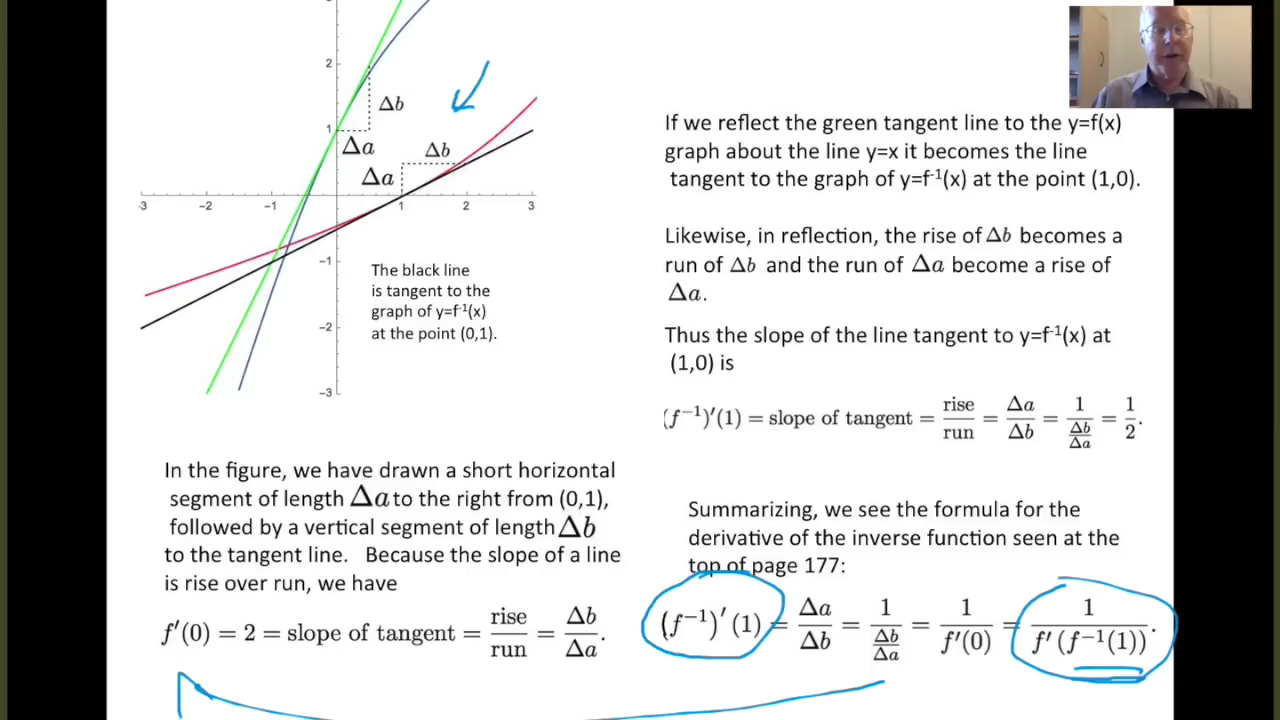 2
Δb
1
Δa
Δb
Δa
3
−2
−1
1
2
3
−1
−2
−3
The black line
is tangent to the
graph of y=f⁻¹(x)
at the point (0,1).
In the figure, we have drawn a short horizontal
segment of length Δa to the right from (0,1),
followed by a vertical segment of length Δb
to the tangent line. Because the slope of a line
is rise over run, we have
f′(0) = 2 = slope of tangent = rise/run = Δb/Δa.
If we reflect the green tangent line to the y=f(x)
graph about the line y=x it becomes the line
tangent to the graph of y=f⁻¹(x) at the point (1,0).
Likewise, in reflection, the rise of Δb becomes a
run of Δb and the run of Δa become a rise of
Δa.
Thus the slope of the line tangent to y=f⁻¹(x) at
(1,0) is
(f⁻¹)′(1) = slope of tangent = rise/run = Δa/Δb = 1/(Δb/Δa) = 1/2.
Summarizing, we see the formula for the
derivative of the inverse function seen at the
top of page 177:
(f⁻¹)′(1) = Δa/Δb = 1/(Δb/Δa) = 1/f′(0) = 1/f′(f⁻¹(1)).